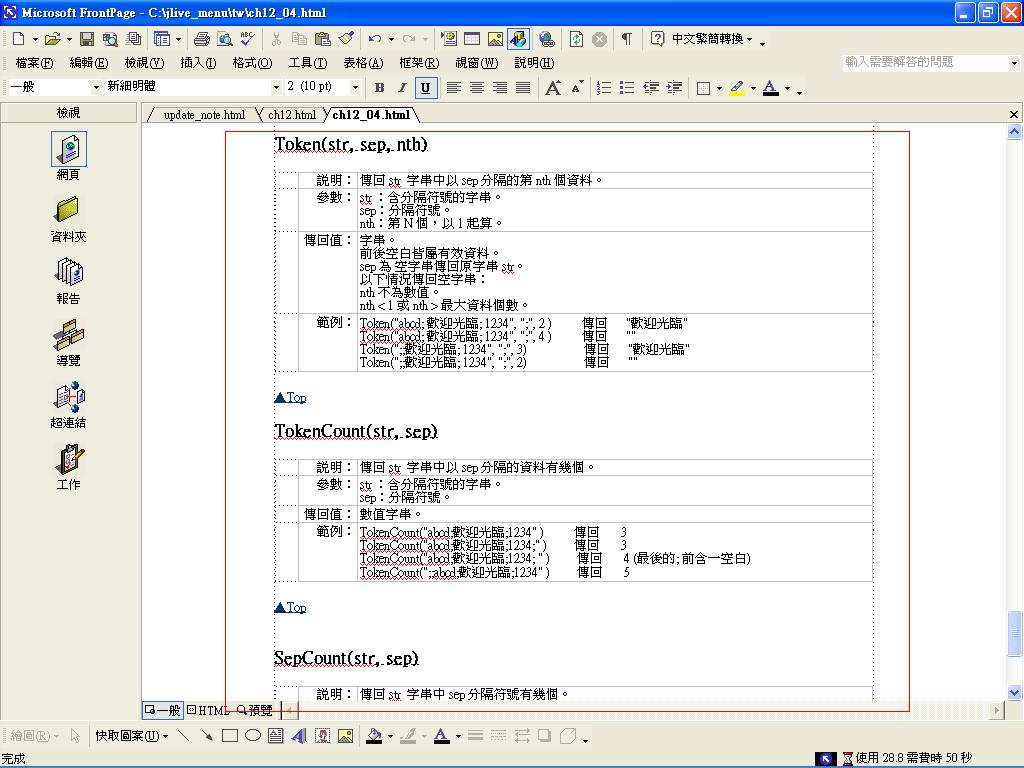 Microsoft FrontPage - C:\jlive_menu\tw\ch12_04.html
中文繁簡轉換
檔案(F) 編輯(E) 檢視(V) 插入(I) 格式(O) 工具(T) 表格(A) 框架(R) 視窗(W) 說明(H) 輸入需要解答的問題
一般 新細明體 2 (10 pt) B I U
檢視 update_note.html ch12.html ch12_04.html
網頁
資料夾
報告
導覽
超連結
工作
Token(str, sep, nth)
說明： 傳回 str 字串中以 sep 分隔的第 nth 個資料。
參數： str ：含分隔符號的字串。
sep：分隔符號。
nth：第 N 個，以 1 起算。
傳回值： 字串。
前後空白皆屬有效資料。
sep 為 空字串傳回原字串 str。
以下情況傳回空字串：
nth 不為數值。
nth < 1 或 nth > 最大資料個數。
範例： Token("abcd; 歡迎光臨; 1234", ";", 2 ) 傳回 "歡迎光臨"
Token("abcd; 歡迎光臨; 1234", ";", 4 ) 傳回 ""
Token(";;歡迎光臨; 1234", ";", 3) 傳回 "歡迎光臨"
Token(";;歡迎光臨; 1234", ";", 2) 傳回 ""
▲Top
TokenCount(str, sep)
說明： 傳回 str 字串中以 sep 分隔的資料有幾個。
參數： str ：含分隔符號的字串。
sep：分隔符號。
傳回值： 數值字串。
範例： TokenCount("abcd;歡迎光臨;1234" ) 傳回 3
TokenCount("abcd;歡迎光臨;1234;" ) 傳回 3
TokenCount("abcd;歡迎光臨;1234; " ) 傳回 4 (最後的; 前含一空白)
TokenCount(";;abcd;歡迎光臨;1234" ) 傳回 5
▲Top
SepCount(str, sep)
說明： 傳回 str 字串中 sep 分隔符號有幾個。
一般 HTML 預覽
繪圖(R) 快取圖案(U)
完成 使用 28.8 需費時 50 秒